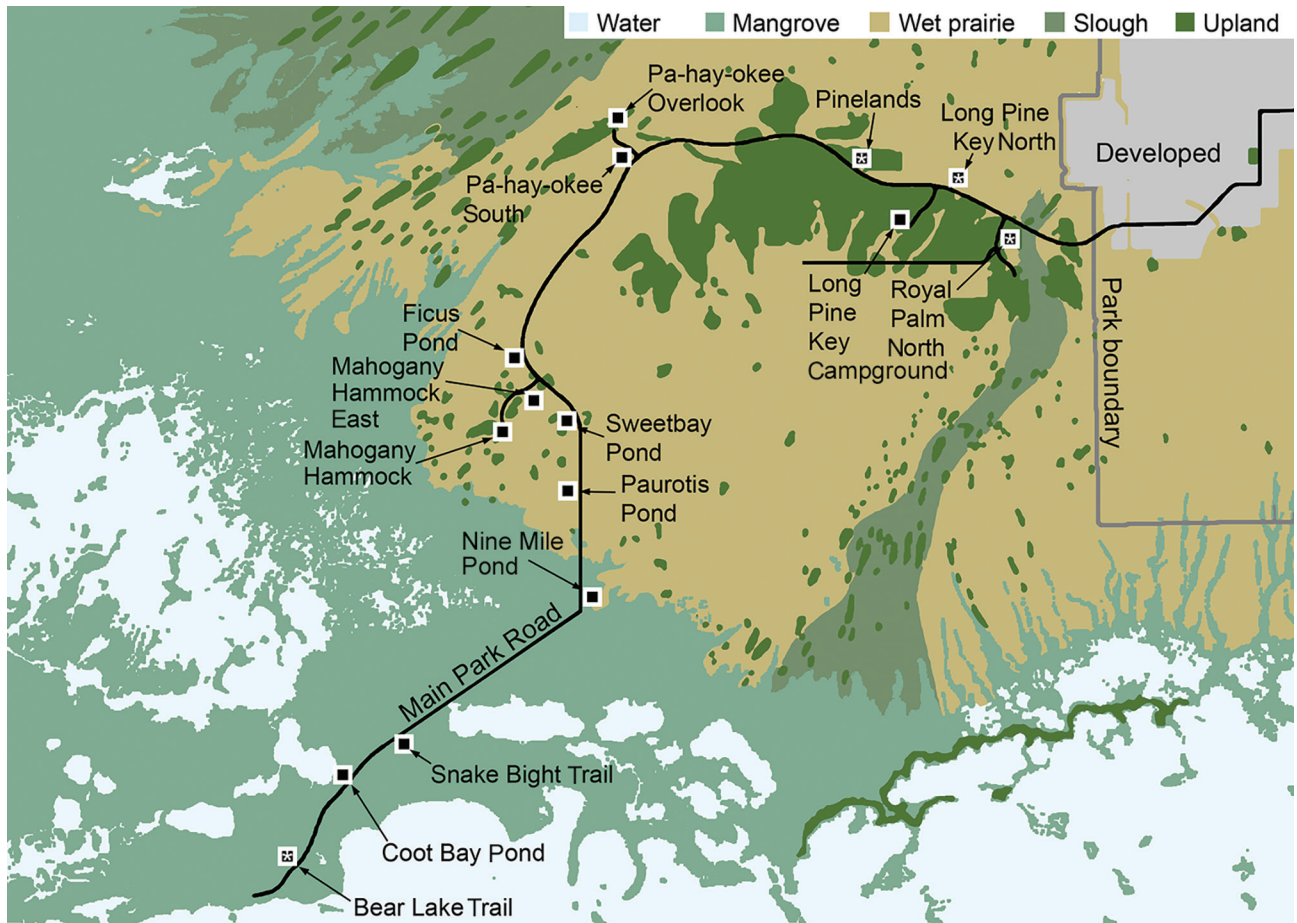 Water Mangrove Wet prairie Slough Upland
Pa-hay-okee
Overlook
Pinelands
Long Pine
Key North
Developed
Pa-hay-okee
South
Long
Pine
Key
Campground
Royal
Palm
North
Park boundary
Ficus
Pond
Mahogany
Hammock
East
Mahogany
Hammock
Sweetbay
Pond
Paurotis
Pond
Nine Mile
Pond
Main Park Road
Snake Bight Trail
Coot Bay Pond
Bear Lake Trail